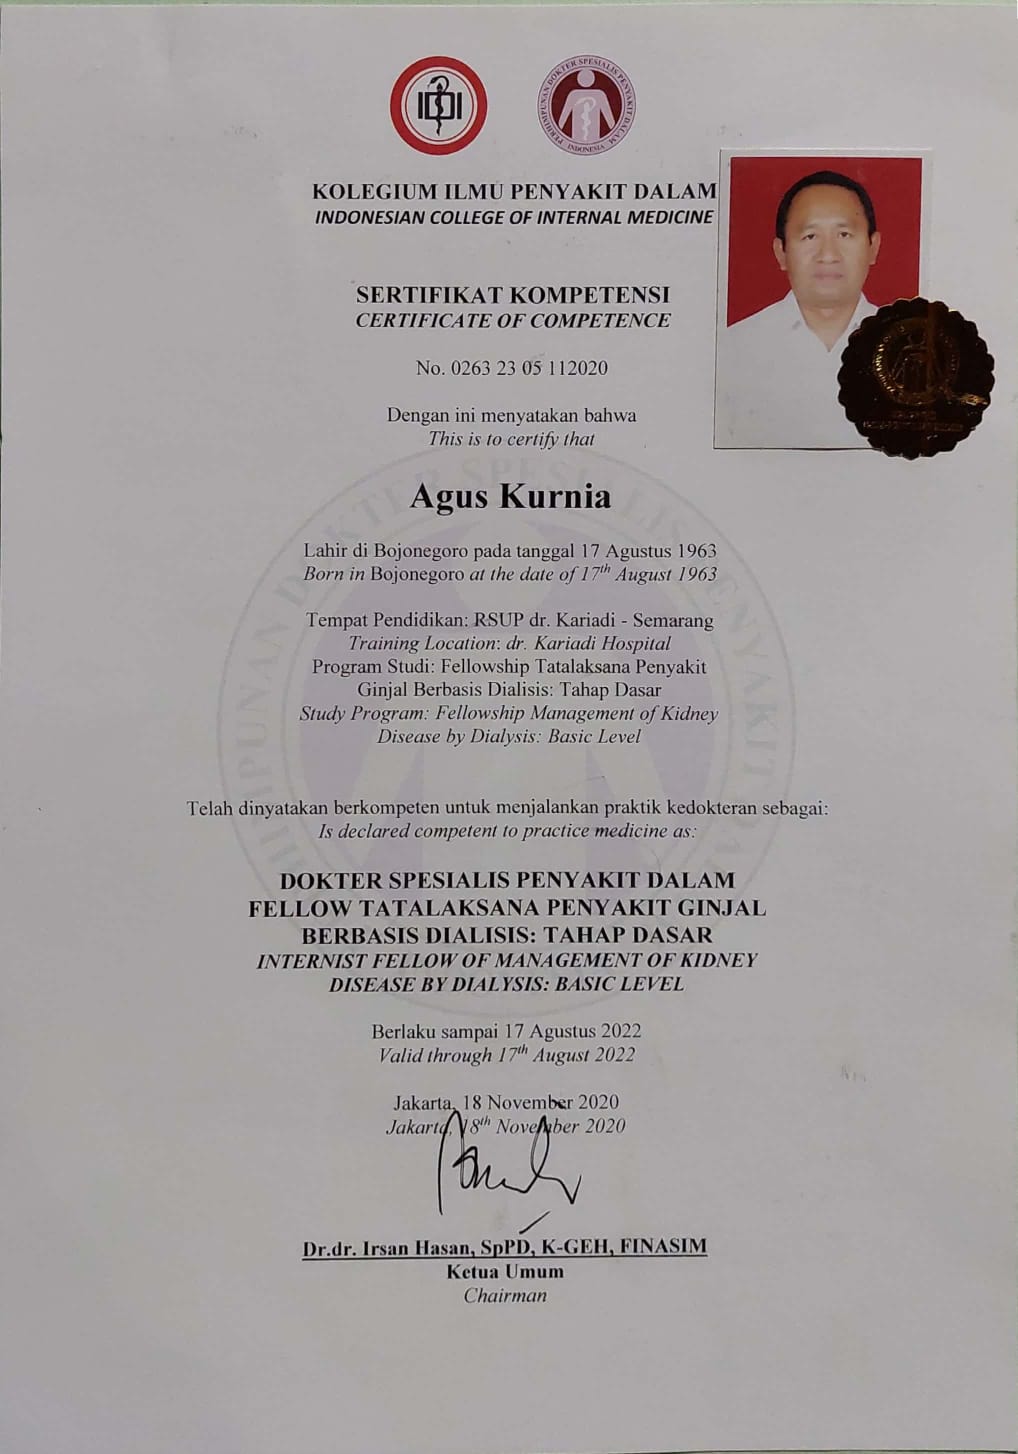 IDI
PERHIMPUNAN DOKTER SPESIALIS PENYAKIT DALAM
INDONESIA
KOLEGIUM ILMU PENYAKIT DALAM
INDONESIAN COLLEGE OF INTERNAL MEDICINE
SERTIFIKAT KOMPETENSI
CERTIFICATE OF COMPETENCE
No. 0263 23 05 112020
Dengan ini menyatakan bahwa
This is to certify that
Agus Kurnia
Lahir di Bojonegoro pada tanggal 17 Agustus 1963
Born in Bojonegoro at the date of 17th August 1963
Tempat Pendidikan: RSUP dr. Kariadi - Semarang
Training Location: dr. Kariadi Hospital
Program Studi: Fellowship Tatalaksana Penyakit
Ginjal Berbasis Dialisis: Tahap Dasar
Study Program: Fellowship Management of Kidney
Disease by Dialysis: Basic Level
Telah dinyatakan berkompeten untuk menjalankan praktik kedokteran sebagai:
Is declared competent to practice medicine as:
DOKTER SPESIALIS PENYAKIT DALAM
FELLOW TATALAKSANA PENYAKIT GINJAL
BERBASIS DIALISIS: TAHAP DASAR
INTERNIST FELLOW OF MANAGEMENT OF KIDNEY
DISEASE BY DIALYSIS: BASIC LEVEL
Berlaku sampai 17 Agustus 2022
Valid through 17th August 2022
Jakarta, 18 November 2020
Jakarta, 18th November 2020
Dr.dr. Irsan Hasan, SpPD, K-GEH, FINASIM
Ketua Umum
Chairman